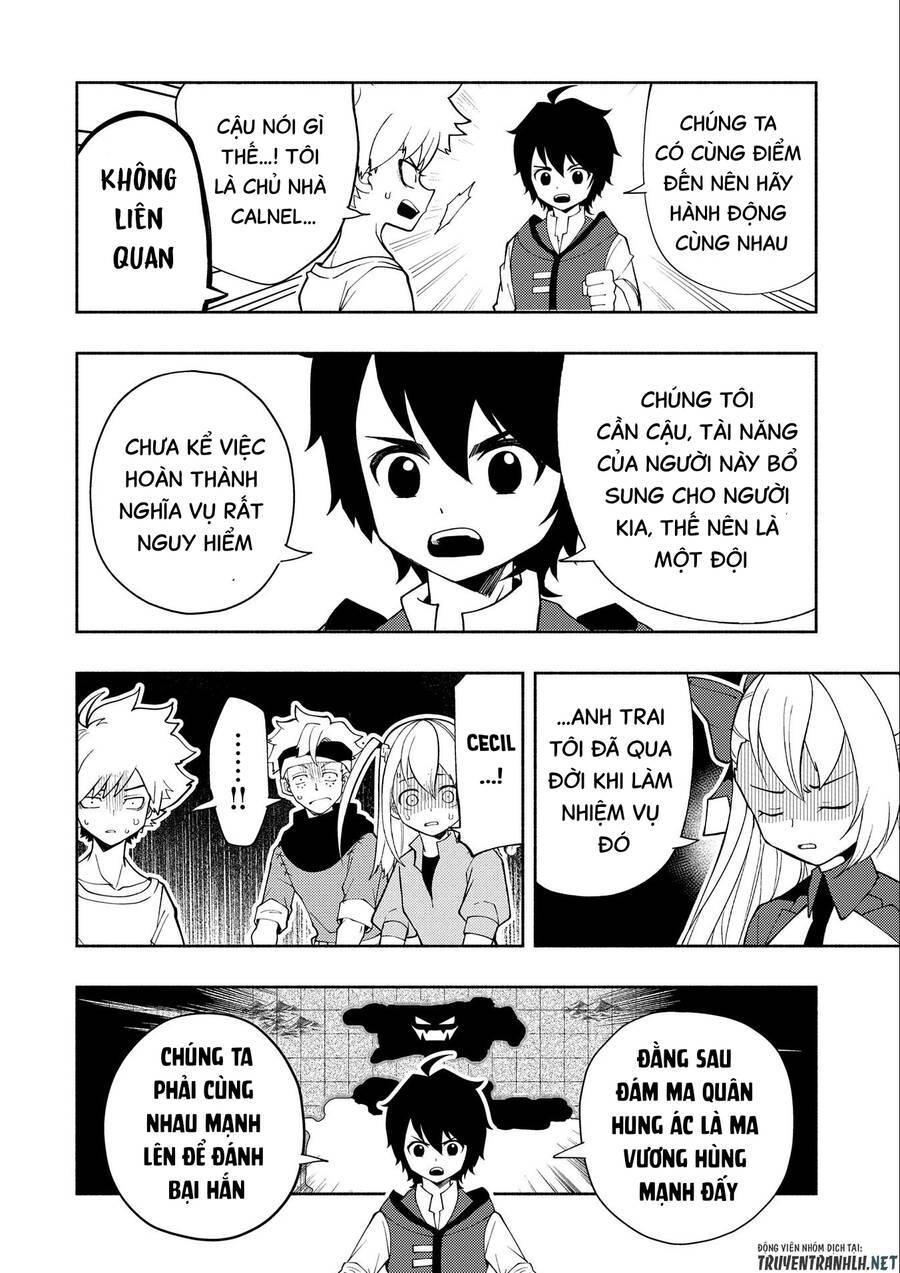 CHÚNG TA
CÓ CÙNG ĐIỂM
ĐẾN NÊN HÃY
HÀNH ĐỘNG
CÙNG NHAU
CẬU NÓI GÌ
THẾ...! TÔI
LÀ CHỦ NHÀ
CALNEL...
KHÔNG
LIÊN
QUAN
CHÚNG TÔI
CẦN CẬU, TÀI NĂNG
CỦA NGƯỜI NÀY BỔ
SUNG CHO NGƯỜI
KIA, THẾ NÊN LÀ
MỘT ĐỘI
CHƯA KỂ VIỆC
HOÀN THÀNH
NGHĨA VỤ RẤT
NGUY HIỂM
...ANH TRAI
TÔI ĐÃ QUA
ĐỜI KHI LÀM
NHIỆM VỤ
ĐÓ
CECIL
...!
......!!
ĐẰNG SAU
ĐÁM MA QUÂN
HUNG ÁC LÀ MA
VƯƠNG HÙNG
MẠNH ĐẤY
CHÚNG TA
PHẢI CÙNG
NHAU MẠNH
LÊN ĐỂ ĐÁNH
BẠI HẮN
ĐỘNG VIÊN NHÓM DỊCH TẠI:
TRUYENTRANHLH.NET